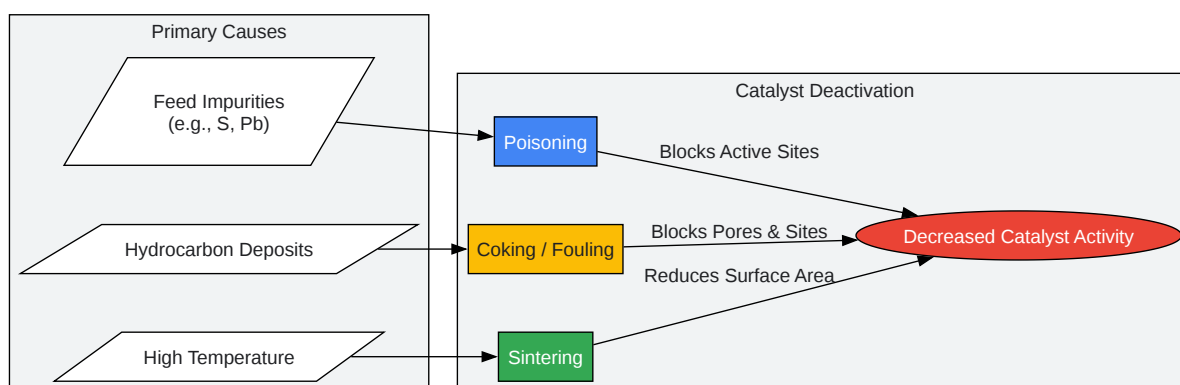 Primary Causes
Feed Impurities
(e.g., S, Pb)
Hydrocarbon Deposits
High Temperature
Catalyst Deactivation
Poisoning
Blocks Active Sites
Coking / Fouling
Blocks Pores & Sites
Decreased Catalyst Activity
Reduces Surface Area
Sintering